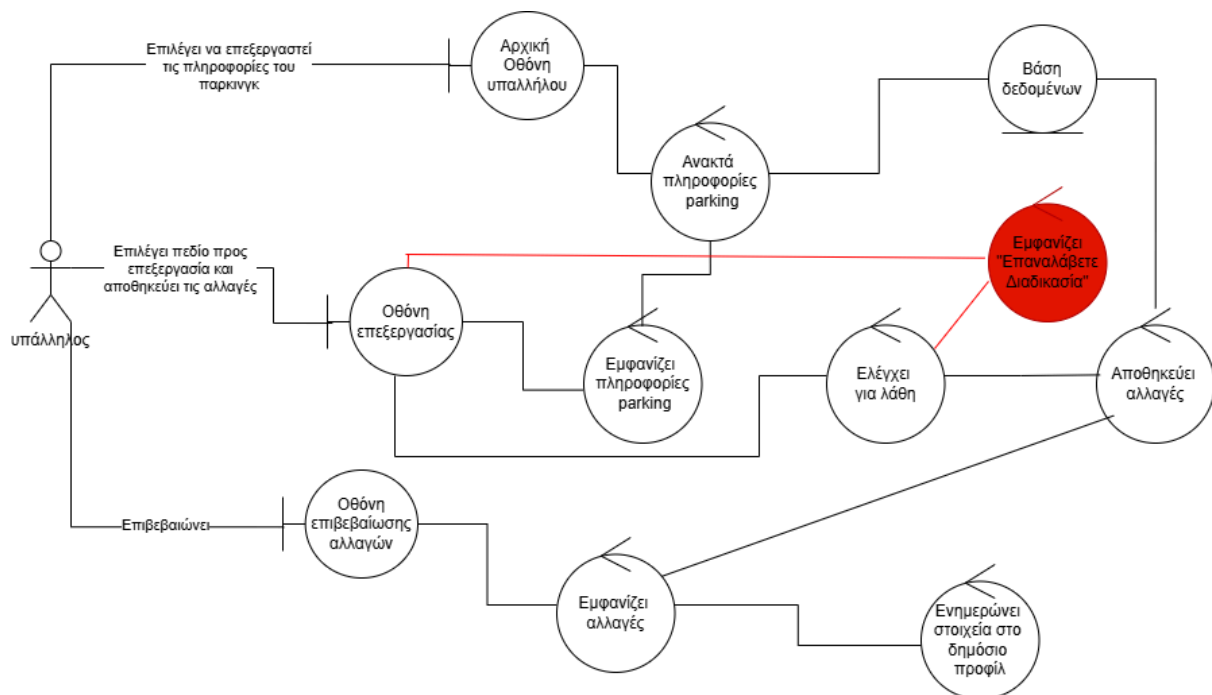 Επιλέγει να επεξεργαστεί
τις πληροφορίες του
παρκινγκ
Αρχική
Οθόνη
υπαλλήλου
Βάση
δεδομένων
Ανακτά
πληροφορίες
parking
Επιλέγει πεδίο προς
επεξεργασία και
αποθηκεύει τις αλλαγές
Εμφανίζει
"Επαναλάβετε
Διαδικασία"
υπάλληλος
Οθόνη
επεξεργασίας
Εμφανίζει
πληροφορίες
parking
Ελέγχει
για λάθη
Αποθηκεύει
αλλαγές
Επιβεβαιώνει
Οθόνη
επιβεβαίωσης
αλλαγών
Εμφανίζει
αλλαγές
Ενημερώνει
στοιχεία στο
δημόσιο
προφίλ